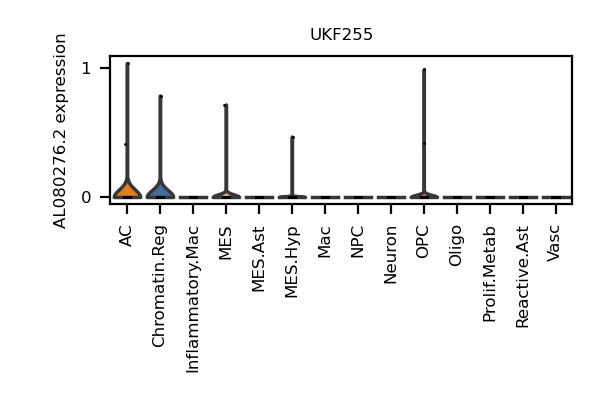 UKF255
AL080276.2 expression
1
0
AC
Chromatin.Reg
Inflammatory.Mac
MES
MES.Ast
MES.Hyp
Mac
NPC
Neuron
OPC
Oligo
Prolif.Metab
Reactive.Ast
Vasc